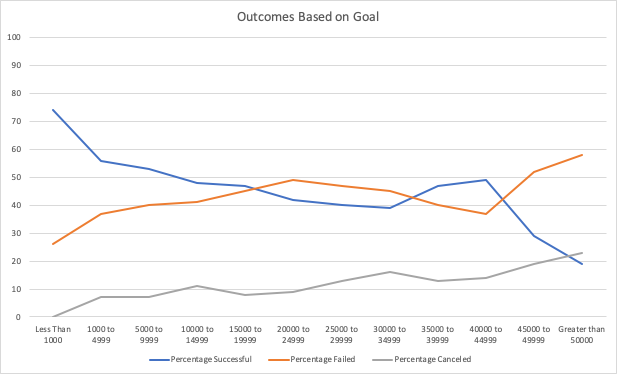 Outcomes Based on Goal
100
90
80
70
60
50
40
30
20
10
0
Less Than 1000
1000 to 4999
5000 to 9999
10000 to 14999
15000 to 19999
20000 to 24999
25000 to 29999
30000 to 34999
35000 to 39999
40000 to 44999
45000 to 49999
Greater than 50000
Percentage Successful
Percentage Failed
Percentage Canceled